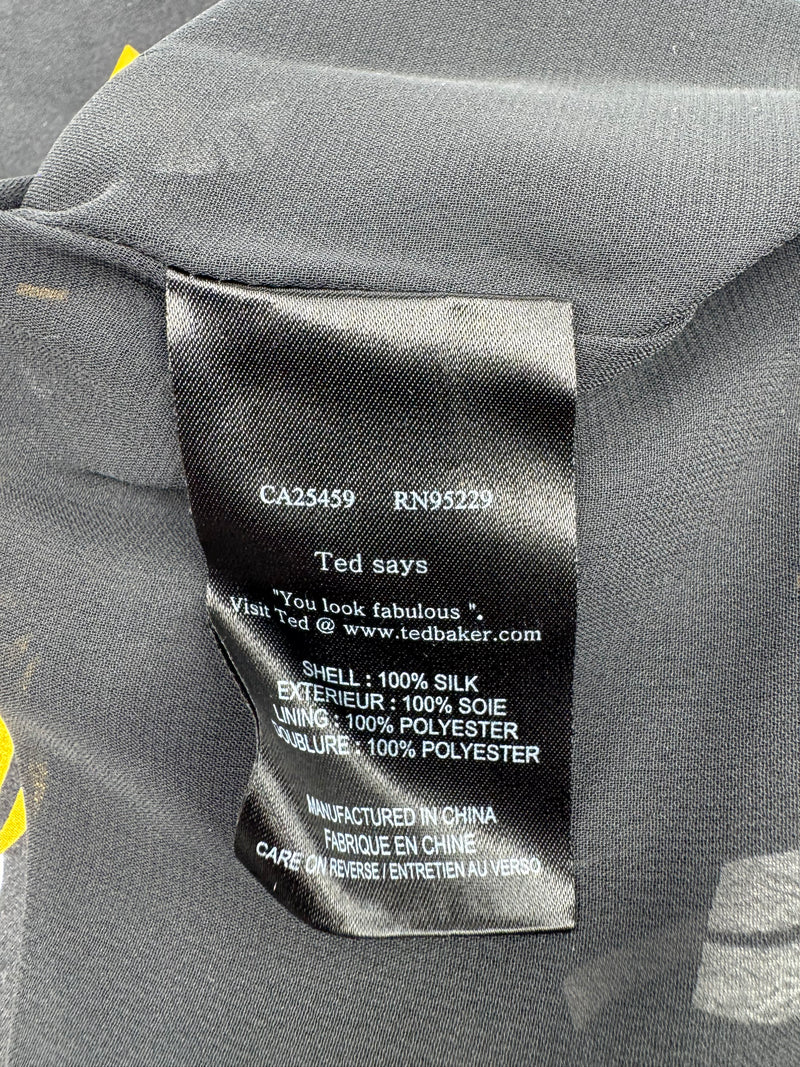 CA25459 RN95229
Ted says
"You look fabulous ".
Visit Ted @ www.tedbaker.com
SHELL : 100% SILK
EXTERIEUR : 100% SOIE
LINING : 100% POLYESTER
DOUBLURE : 100% POLYESTER
MANUFACTURED IN CHINA
FABRIQUE EN CHINE
CARE ON REVERSE / ENTRETIEN AU VERSO